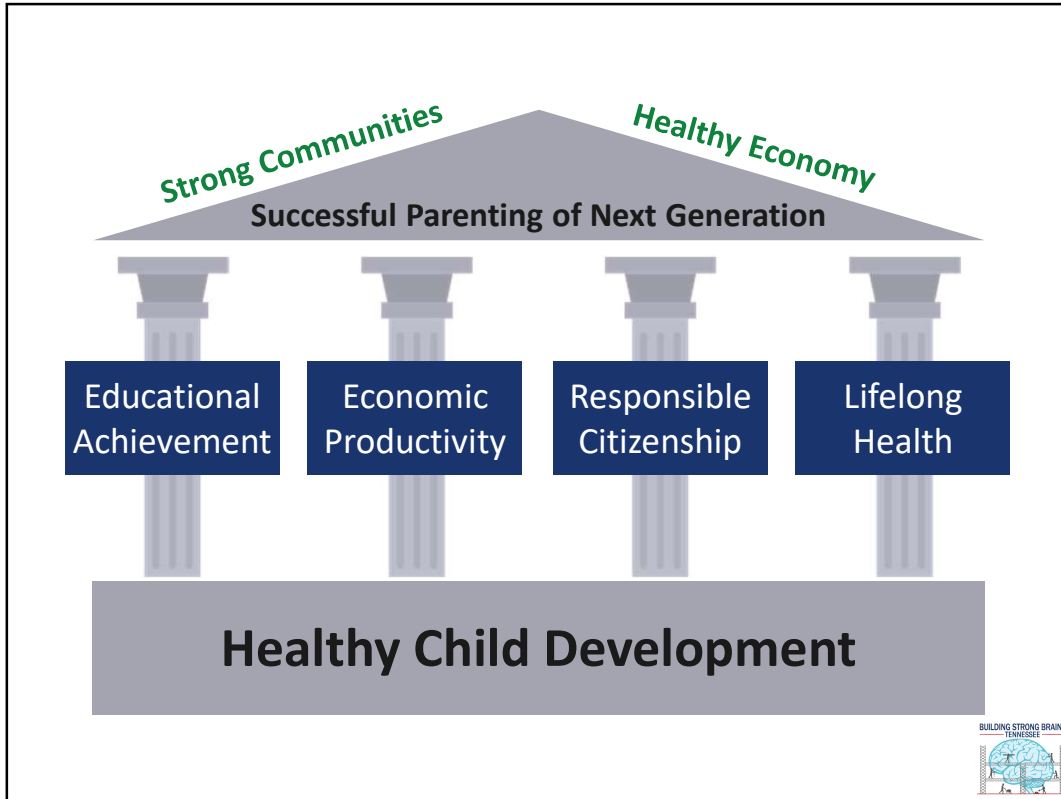 Strong Communities
Healthy Economy
Successful Parenting of Next Generation
Educational
Achievement
Economic
Productivity
Responsible
Citizenship
Lifelong
Health
Healthy Child Development
BUILDING STRONG BRAIN
TENNESSEE